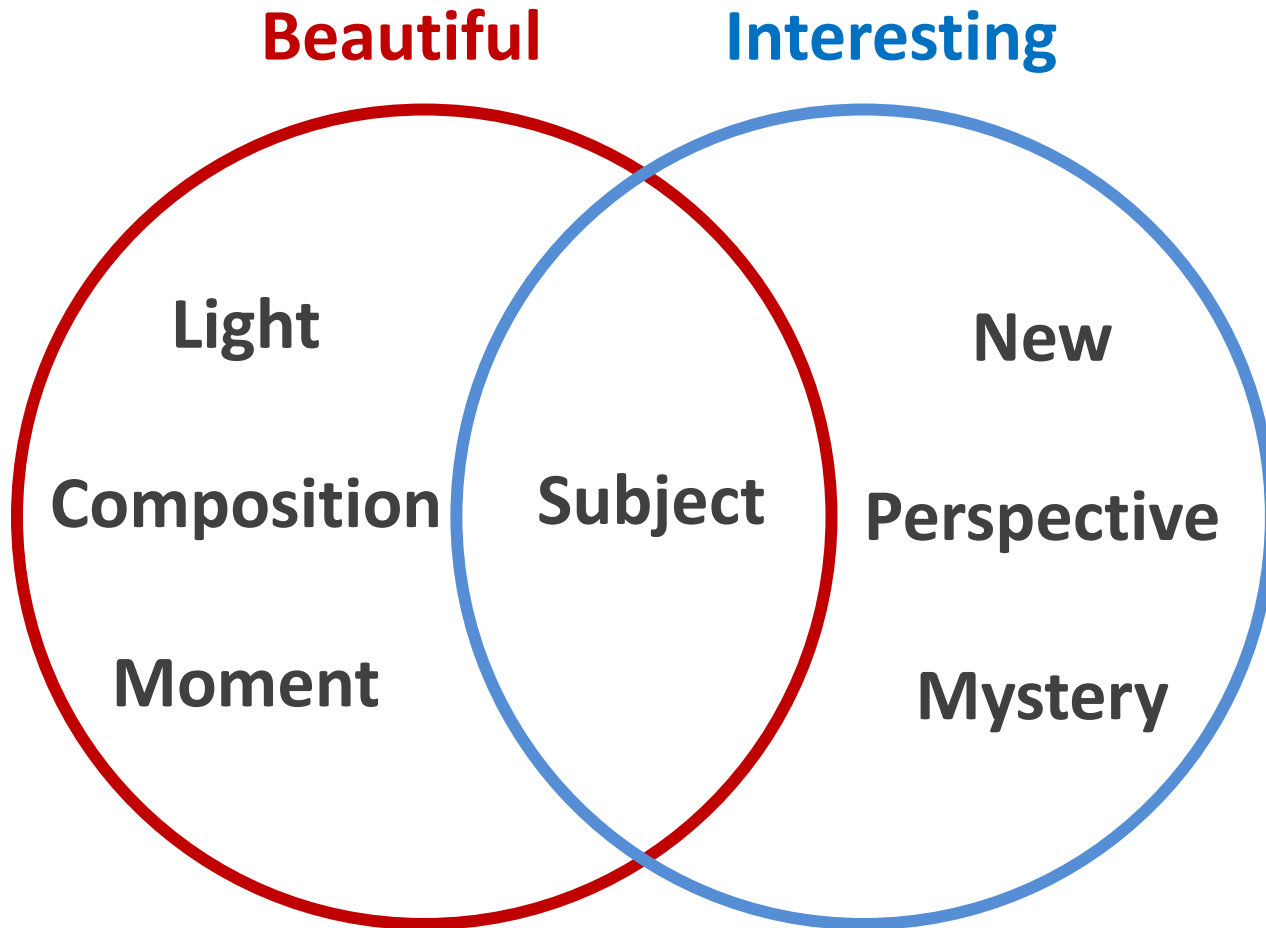 Beautiful
Interesting
Light
New
Composition
Subject
Perspective
Moment
Mystery